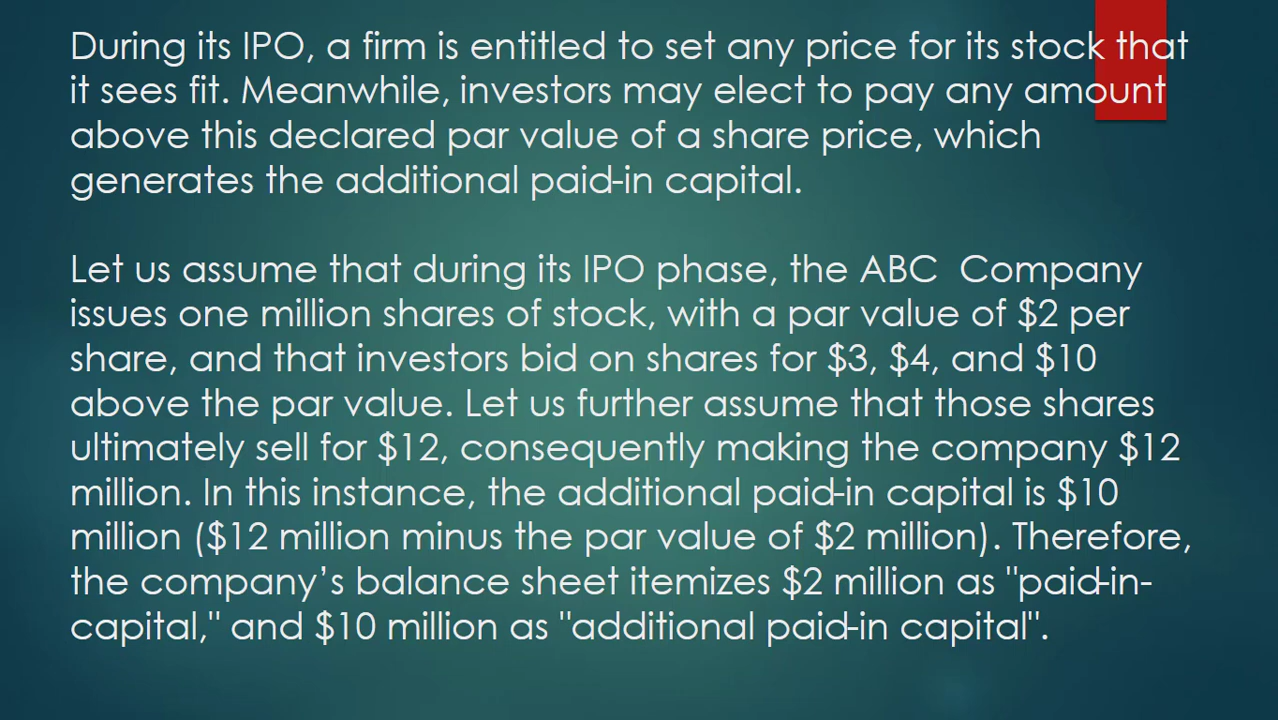 During its IPO, a firm is entitled to set any price for its stock that
it sees fit. Meanwhile, investors may elect to pay any amount
above this declared par value of a share price, which
generates the additional paid-in capital.
Let us assume that during its IPO phase, the ABC  Company
issues one million shares of stock, with a par value of $2 per
share, and that investors bid on shares for $3, $4, and $10
above the par value. Let us further assume that those shares
ultimately sell for $12, consequently making the company $12
million. In this instance, the additional paid-in capital is $10
million ($12 million minus the par value of $2 million). Therefore,
the company’s balance sheet itemizes $2 million as "paid-in-
capital," and $10 million as "additional paid-in capital".